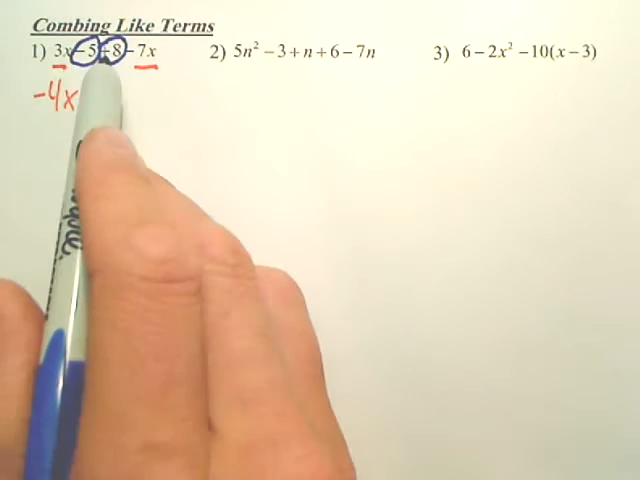 Combing Like Terms
1) 3x−5+8−7x 2) 5n²−3+n+6−7n 3) 6−2x²−10(x−3)
-4x